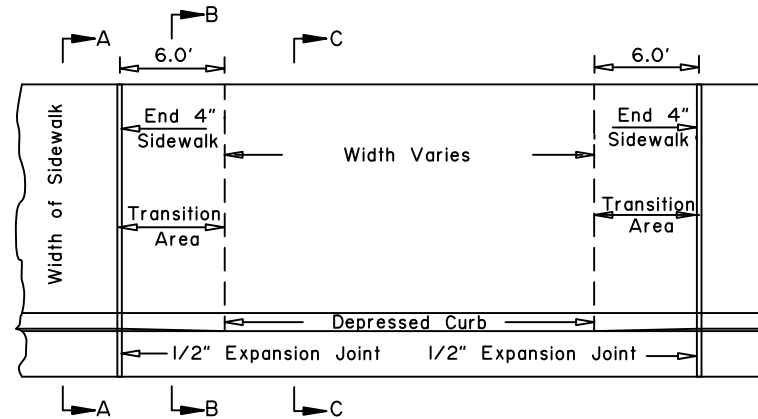 B
A
C
6.0'
6.0'
End 4"
Sidewalk
End 4"
Sidewalk
Width Varies
Width of Sidewalk
Transition
Area
Transition
Area
Depressed Curb
1/2" Expansion Joint
1/2" Expansion Joint
A
B
C